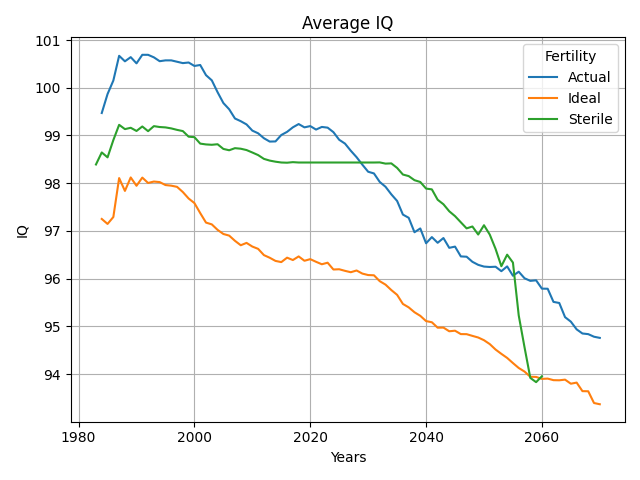 Average IQ
101
100
99
98
97
96
95
94
IQ
1980
2000
2020
2040
2060
Years
Fertility
Actual
Ideal
Sterile